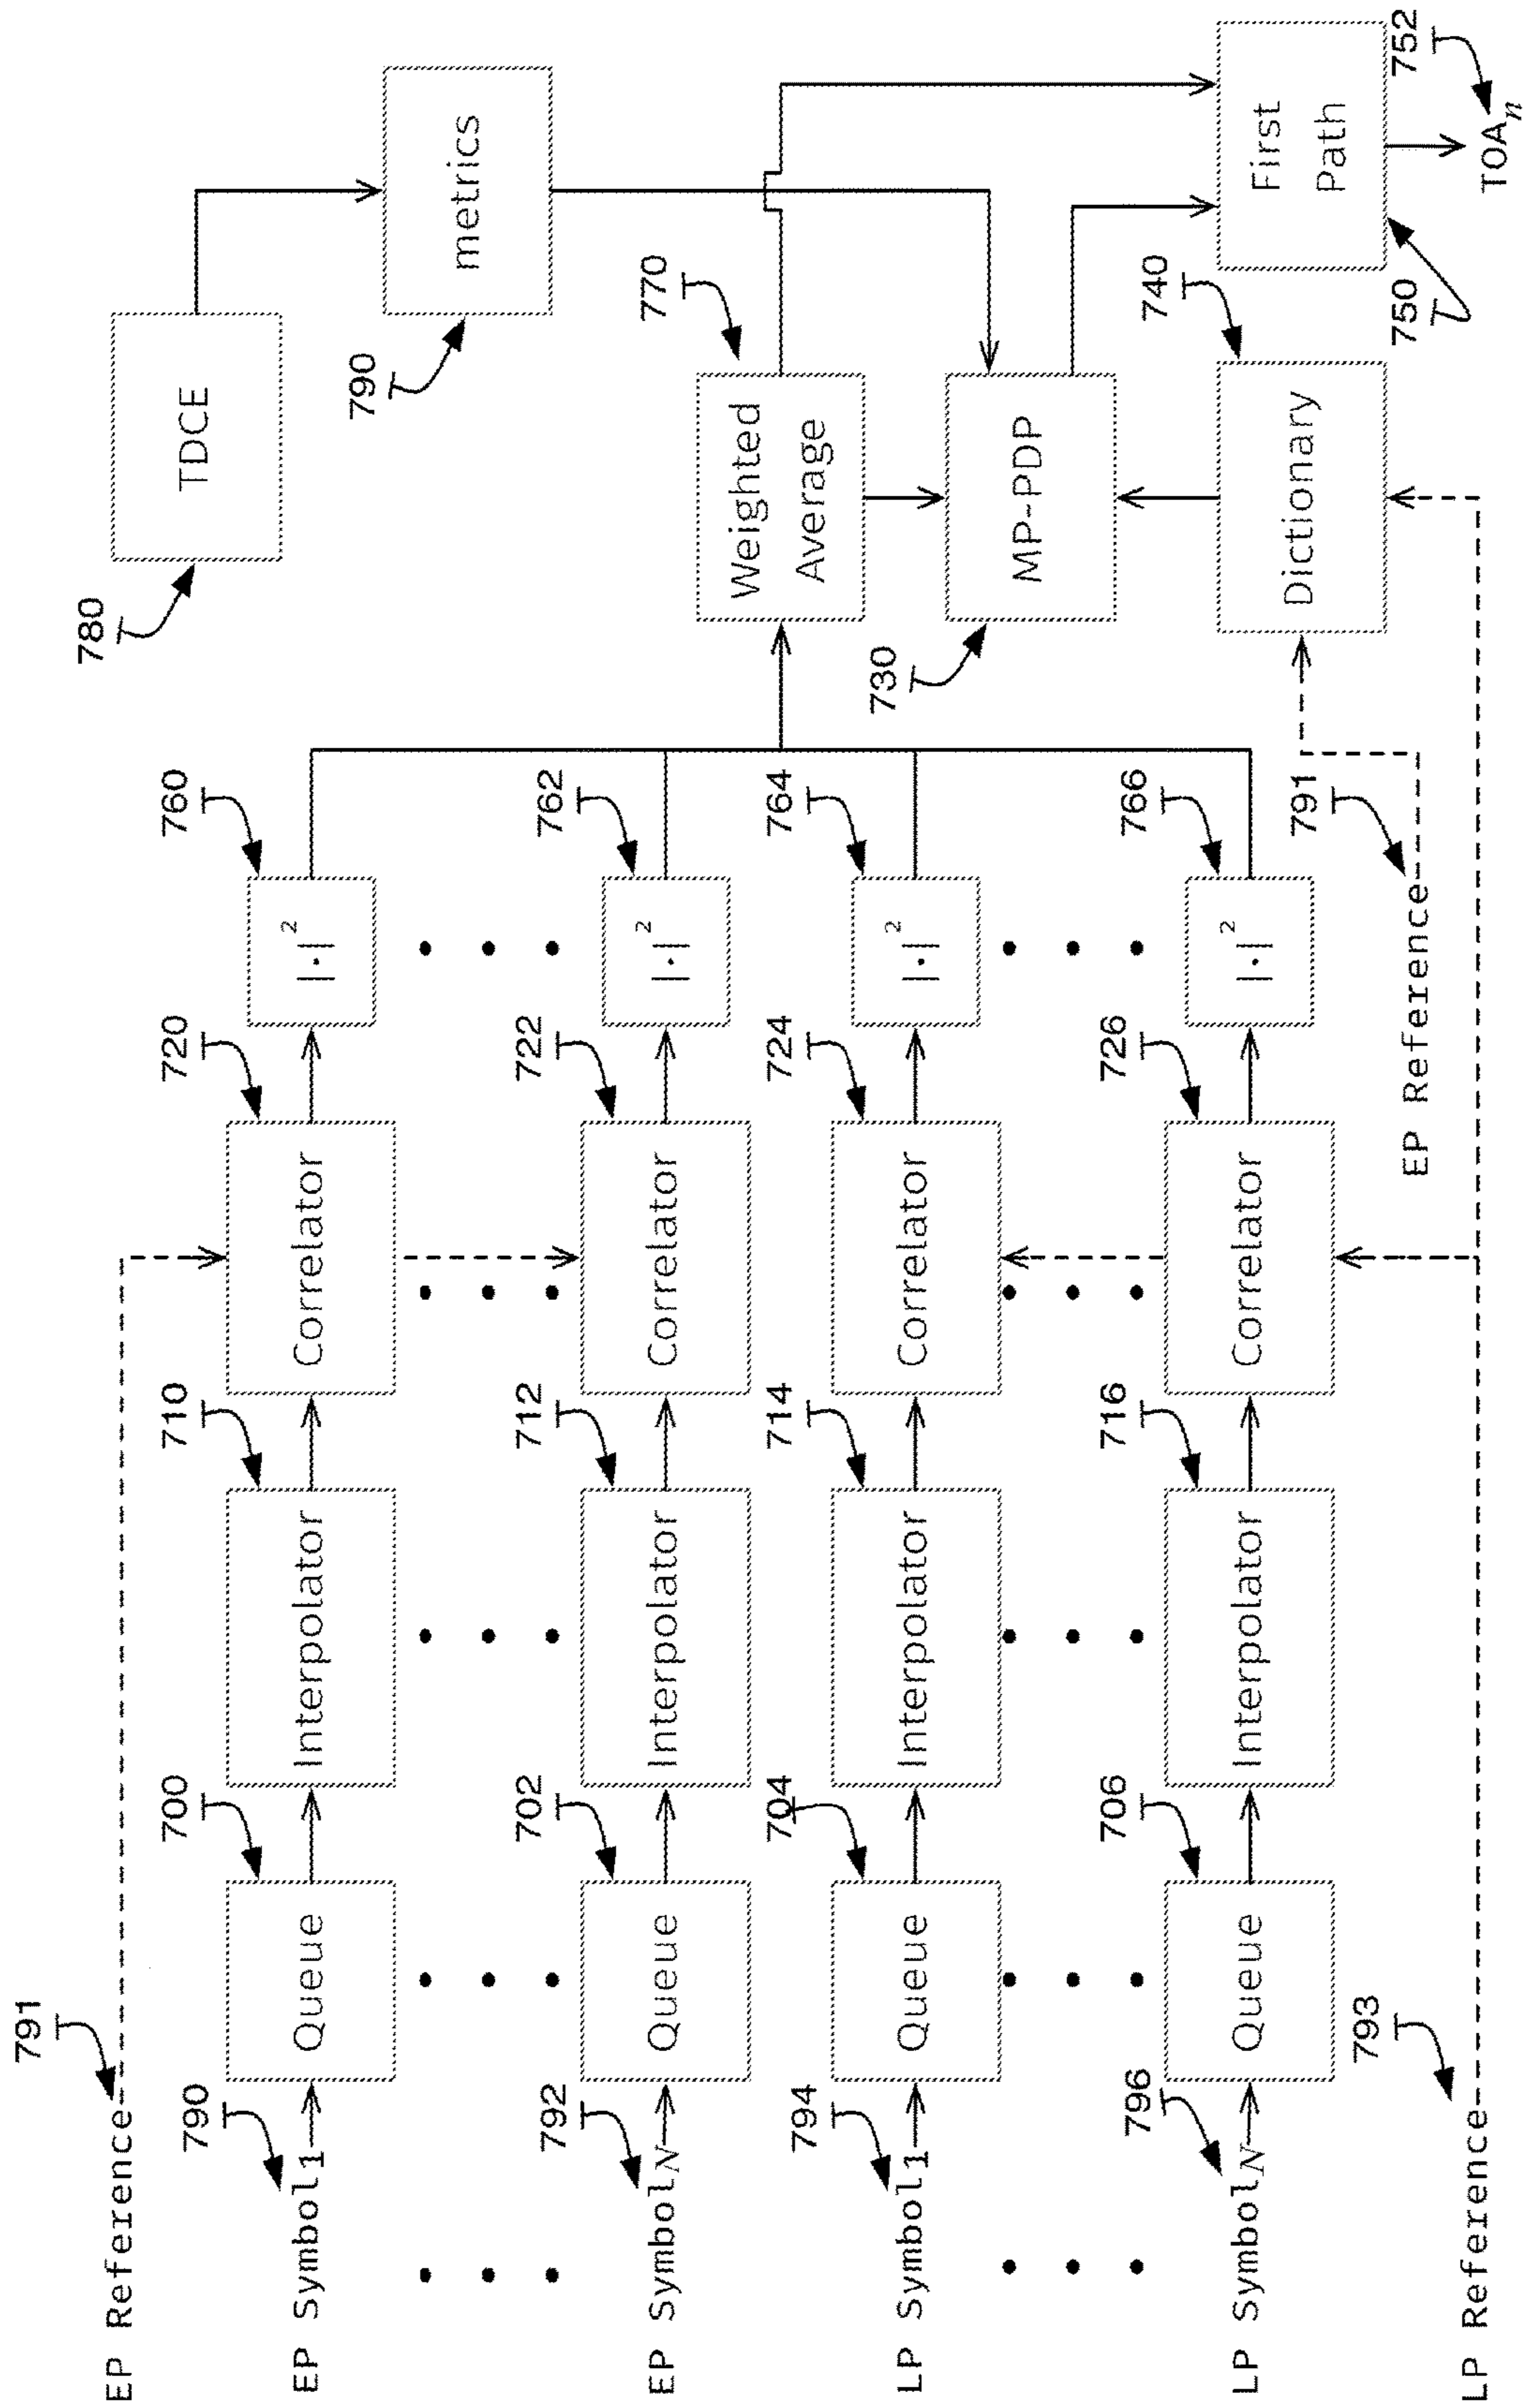 791
EP Reference
790
EP Symbol1
700
Queue
710
Interpolator
720
Correlator
760
|·|2
792
EP SymbolN
702
Queue
712
Interpolator
722
Correlator
762
|·|2
794
LP Symbol1
704
Queue
714
Interpolator
724
Correlator
764
|·|2
796
LP SymbolN
706
Queue
716
Interpolator
726
Correlator
766
|·|2
793
LP Reference
791
EP Reference
780
TDCE
790
metrics
770
Weighted
Average
730
MP-PDP
740
Dictionary
750
First
Path
752
TOAn